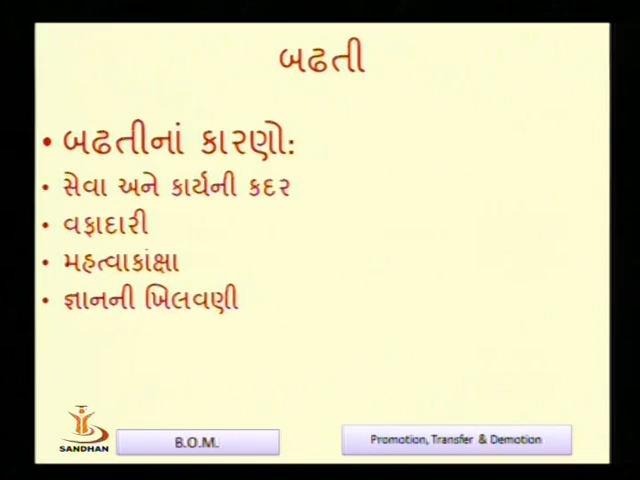 બઢતી
• બઢતીનાં કારણો:
• સેવા અને કાર્યની કદર
• વફાદારી
• મહત્વાકાંક્ષા
• જ્ઞાનની ખિલવણી
SANDHAN
B.O.M.
Promotion, Transfer & Demotion